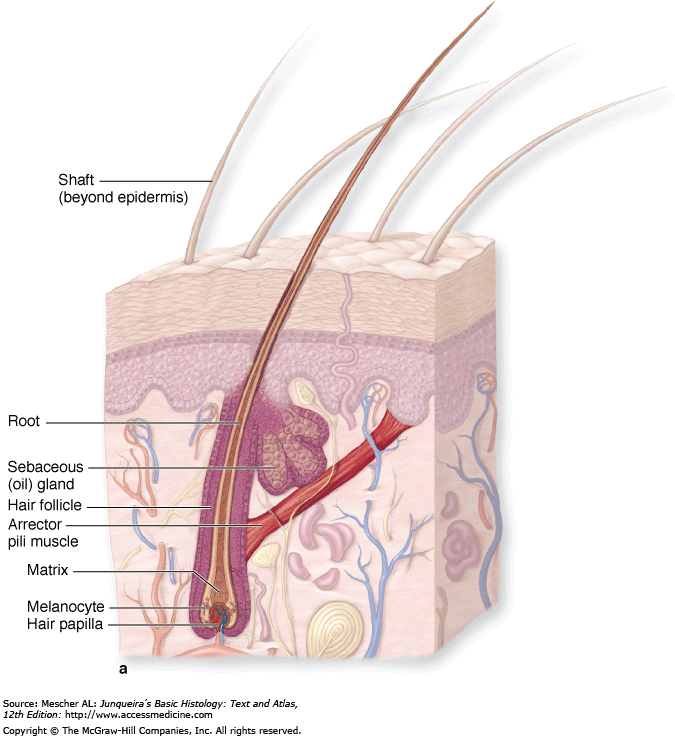 Shaft
(beyond epidermis)
Root
Sebaceous
(oil) gland
Hair follicle
Arrector
pili muscle
Matrix
Melanocyte
Hair papilla
a
Source: Mescher AL: Junqueira´s Basic Histology: Text and Atlas,
12th Edition: http://www.accessmedicine.com
Copyright © The McGraw-Hill Companies, Inc. All rights reserved.